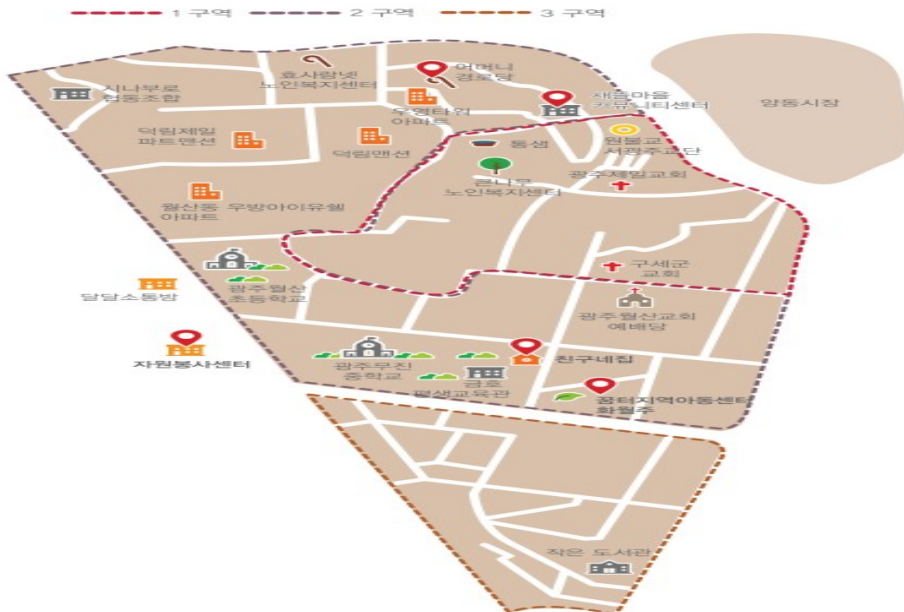 1 구역
2 구역
3 구역
시나브로
협동조합
효사랑넷
노인복지센터
어머니
경로당
우영타워
아파트
새뜰마을
커뮤니티센터
양동시장
덕림제일
파트맨션
덕림맨션
통샘
원불교
서광주교단
큰나무
노인복지센터
광주제일교회
월산동 우방아이유쉘
아파트
광주월산
초등학교
구세군
교회
달달소통방
광주월산교회
예배당
자원봉사센터
광주무진
중학교
금호
평생교육관
친구네집
꿈터지역아동센터
화월주
작은 도서관